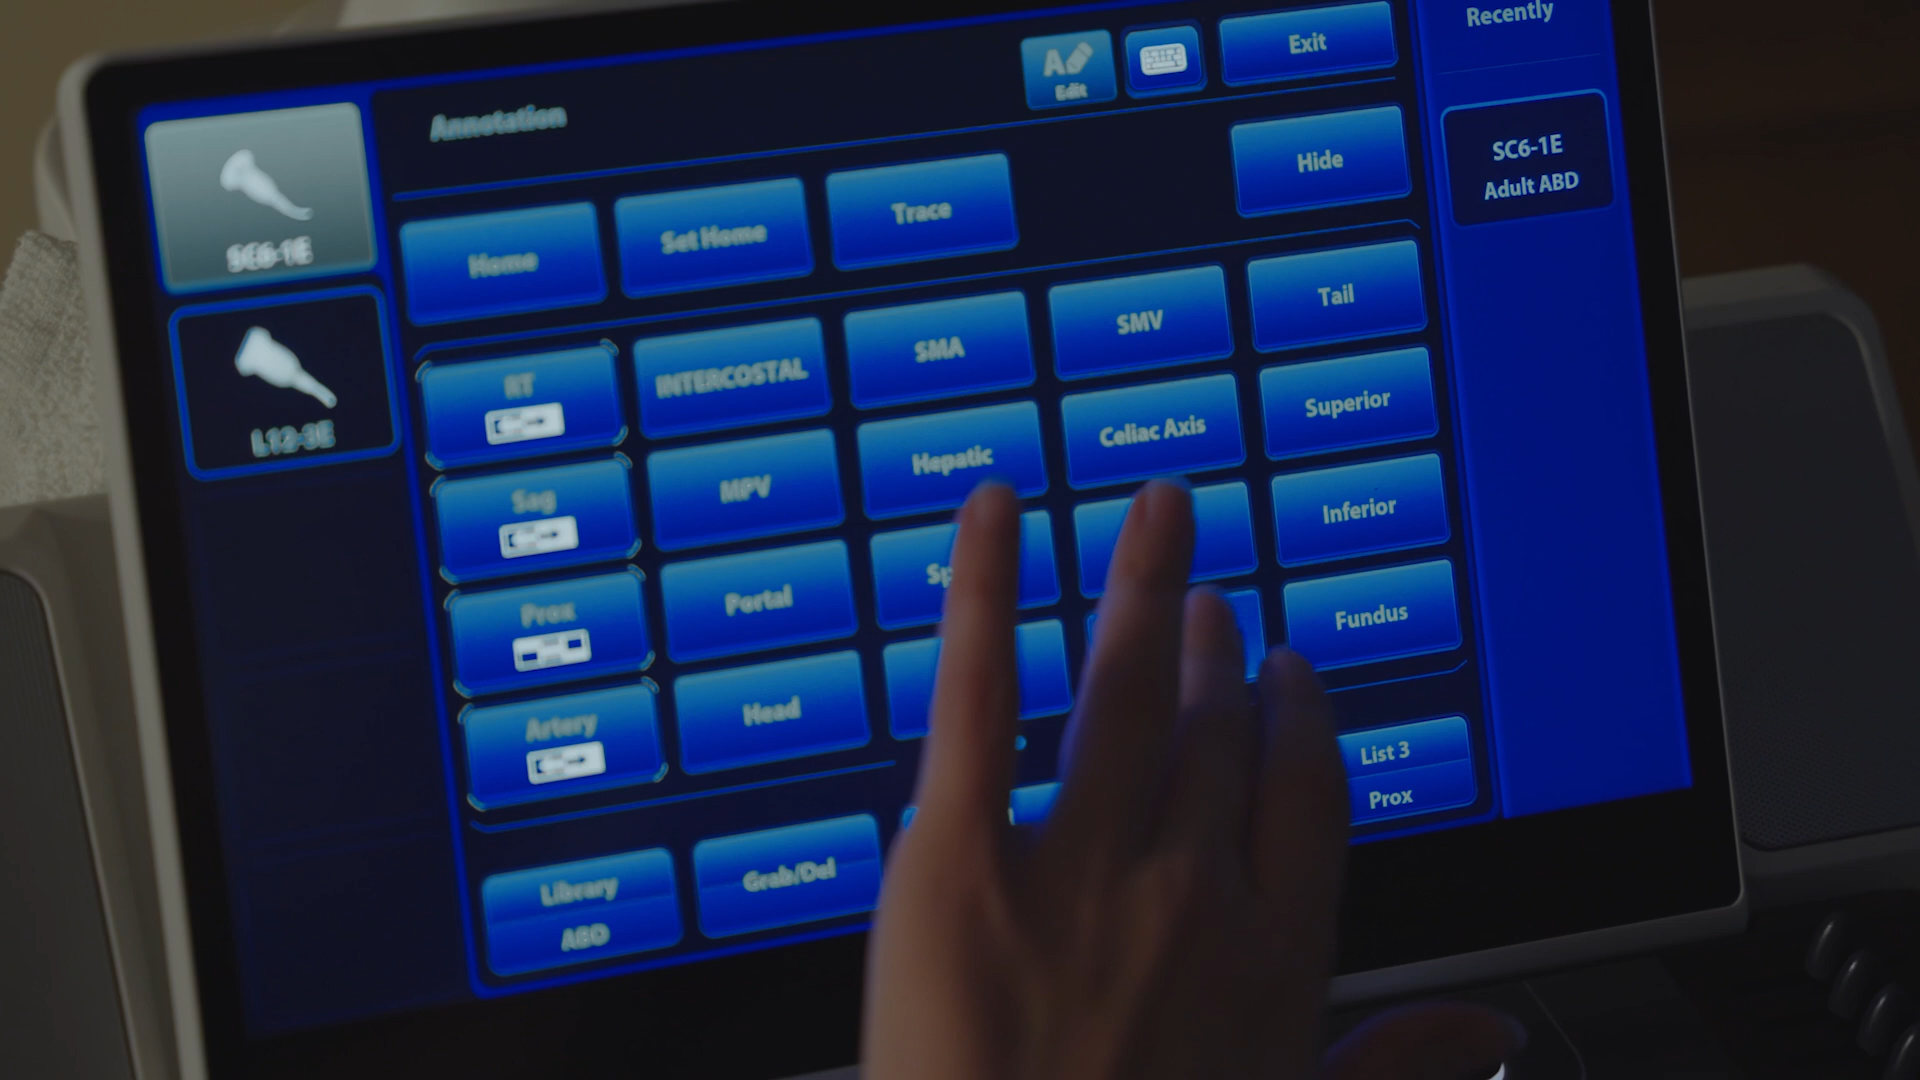 Annotation
Edit
Exit
Recently
SC6-1E
L12-3E
Home
Set Home
Trace
Hide
SC6-1E
Adult ABD
RT
INTERCOSTAL
SMA
SMV
Tail
Sag
MPV
Hepatic
Celiac Axis
Superior
Prox
Portal
Sp
Inferior
Artery
Head
Fundus
Library
ABD
Grab/Del
List 3
Prox